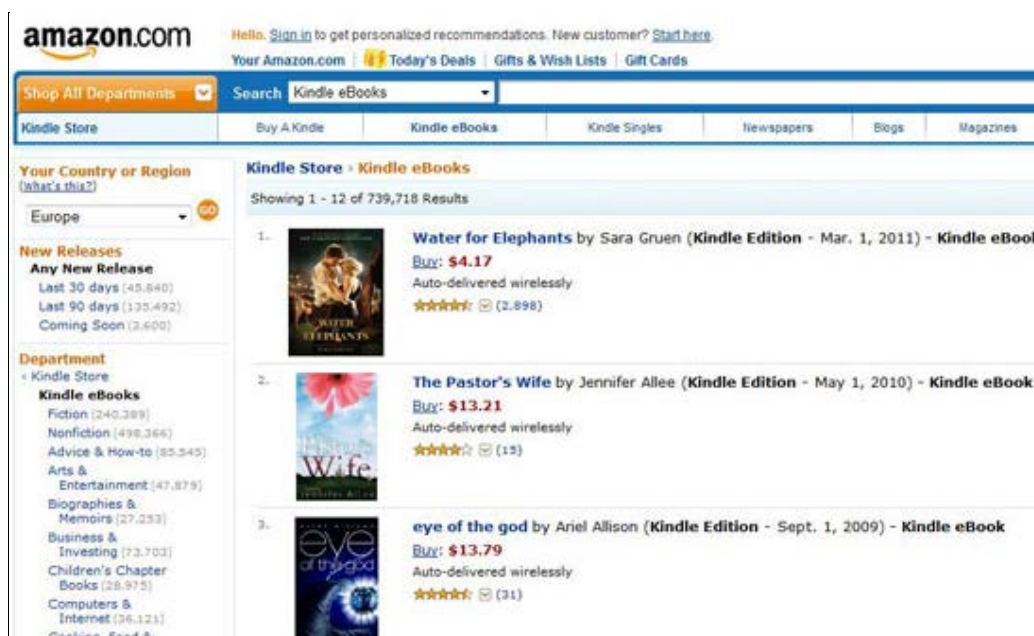 amazon.com
Hello. Sign in to get personalized recommendations. New customer? Start here.
Your Amazon.com Today's Deals Gifts & Wish Lists Gift Cards
Shop All Departments Search Kindle eBooks
Kindle Store Buy A Kindle Kindle eBooks Kindle Singles Newspapers Blogs Magazines
Your Country or Region
(What's this?)
Europe GO
New Releases
Any New Release
Last 30 days (45,840)
Last 90 days (135,492)
Coming Soon (3,600)
Department
‹ Kindle Store
Kindle eBooks
Fiction (240,389)
Nonfiction (498,366)
Advice & How-to (85,545)
Arts &
Entertainment (47,879)
Biographies &
Memoirs (27,253)
Business &
Investing (73,703)
Children's Chapter
Books (28,975)
Computers &
Internet (36,121)
Kindle Store › Kindle eBooks
Showing 1 - 12 of 739,718 Results
1.
WATER
ELEPHANTS
Water for Elephants by Sara Gruen (Kindle Edition - Mar. 1, 2011) - Kindle eBook
Buy: $4.17
Auto-delivered wirelessly
(2,898)
2.
Wife
The Pastor's Wife by Jennifer Allee (Kindle Edition - May 1, 2010) - Kindle eBook
Buy: $13.21
Auto-delivered wirelessly
(15)
3.
eye
of the god
eye of the god by Ariel Allison (Kindle Edition - Sept. 1, 2009) - Kindle eBook
Buy: $13.79
Auto-delivered wirelessly
(31)